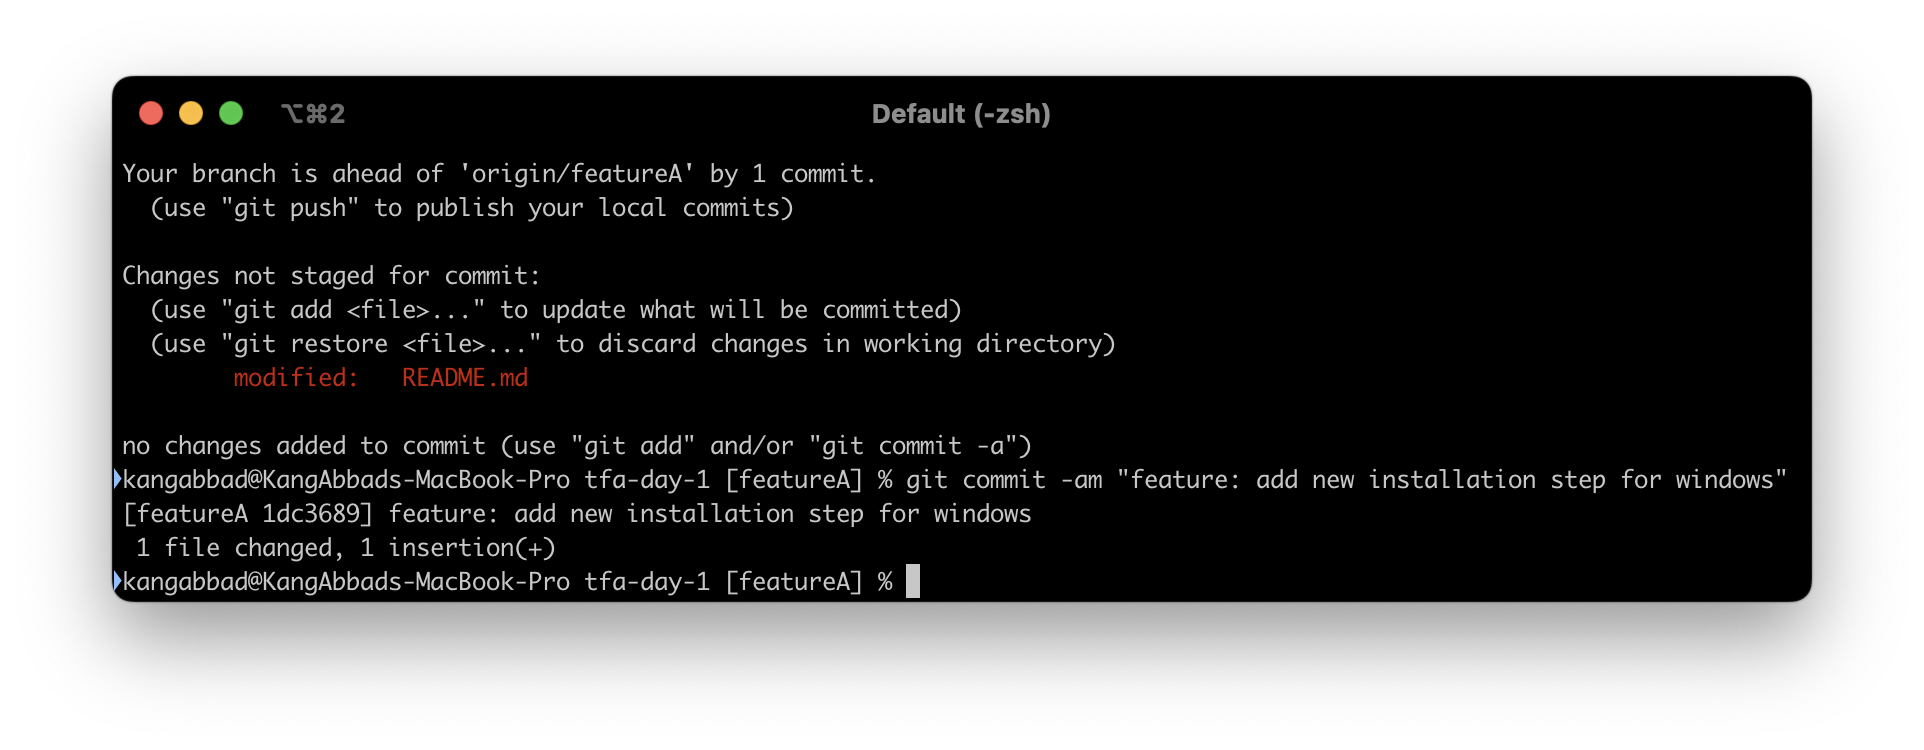 ⌥⌘2
Default (-zsh)
Your branch is ahead of 'origin/featureA' by 1 commit.
  (use "git push" to publish your local commits)

Changes not staged for commit:
  (use "git add <file>..." to update what will be committed)
  (use "git restore <file>..." to discard changes in working directory)
        modified:   README.md

no changes added to commit (use "git add" and/or "git commit -a")
kangabbad@KangAbbads-MacBook-Pro tfa-day-1 [featureA] % git commit -am "feature: add new installation step for windows"
[featureA 1dc3689] feature: add new installation step for windows
 1 file changed, 1 insertion(+)
kangabbad@KangAbbads-MacBook-Pro tfa-day-1 [featureA] %